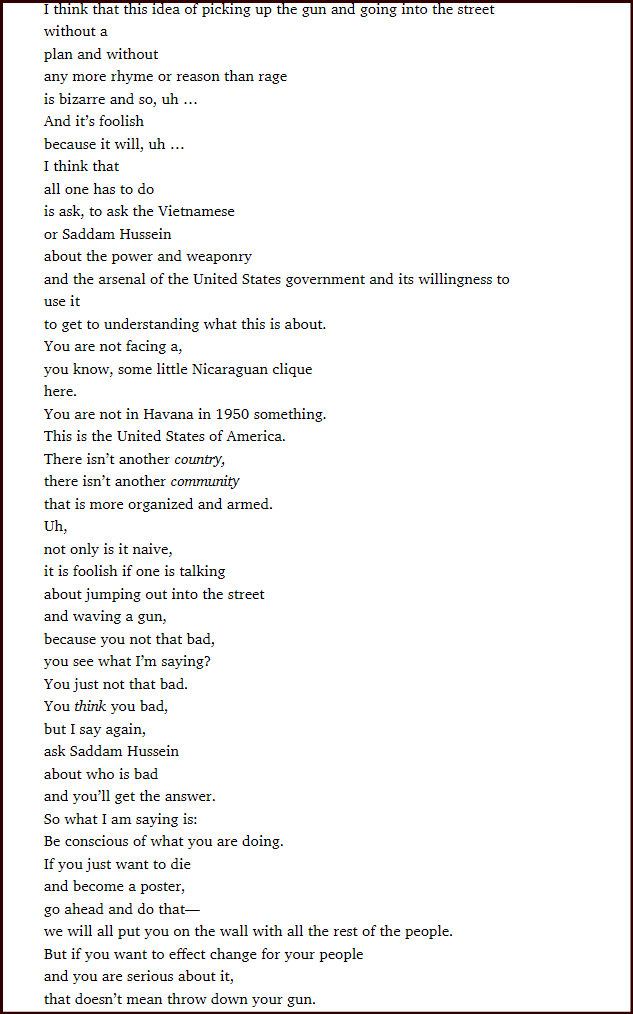 I think that this idea of picking up the gun and going into the street
without a
plan and without
any more rhyme or reason than rage
is bizarre and so, uh …
And it’s foolish
because it will, uh …
I think that
all one has to do
is ask, to ask the Vietnamese
or Saddam Hussein
about the power and weaponry
and the arsenal of the United States government and its willingness to
use it
to get to understanding what this is about.
You are not facing a,
you know, some little Nicaraguan clique
here.
You are not in Havana in 1950 something.
This is the United States of America.
There isn’t another country,
there isn’t another community
that is more organized and armed.
Uh,
not only is it naive,
it is foolish if one is talking
about jumping out into the street
and waving a gun,
because you not that bad,
you see what I’m saying?
You just not that bad.
You think you bad,
but I say again,
ask Saddam Hussein
about who is bad
and you’ll get the answer.
So what I am saying is:
Be conscious of what you are doing.
If you just want to die
and become a poster,
go ahead and do that—
we will all put you on the wall with all the rest of the people.
But if you want to effect change for your people
and you are serious about it,
that doesn’t mean throw down your gun.